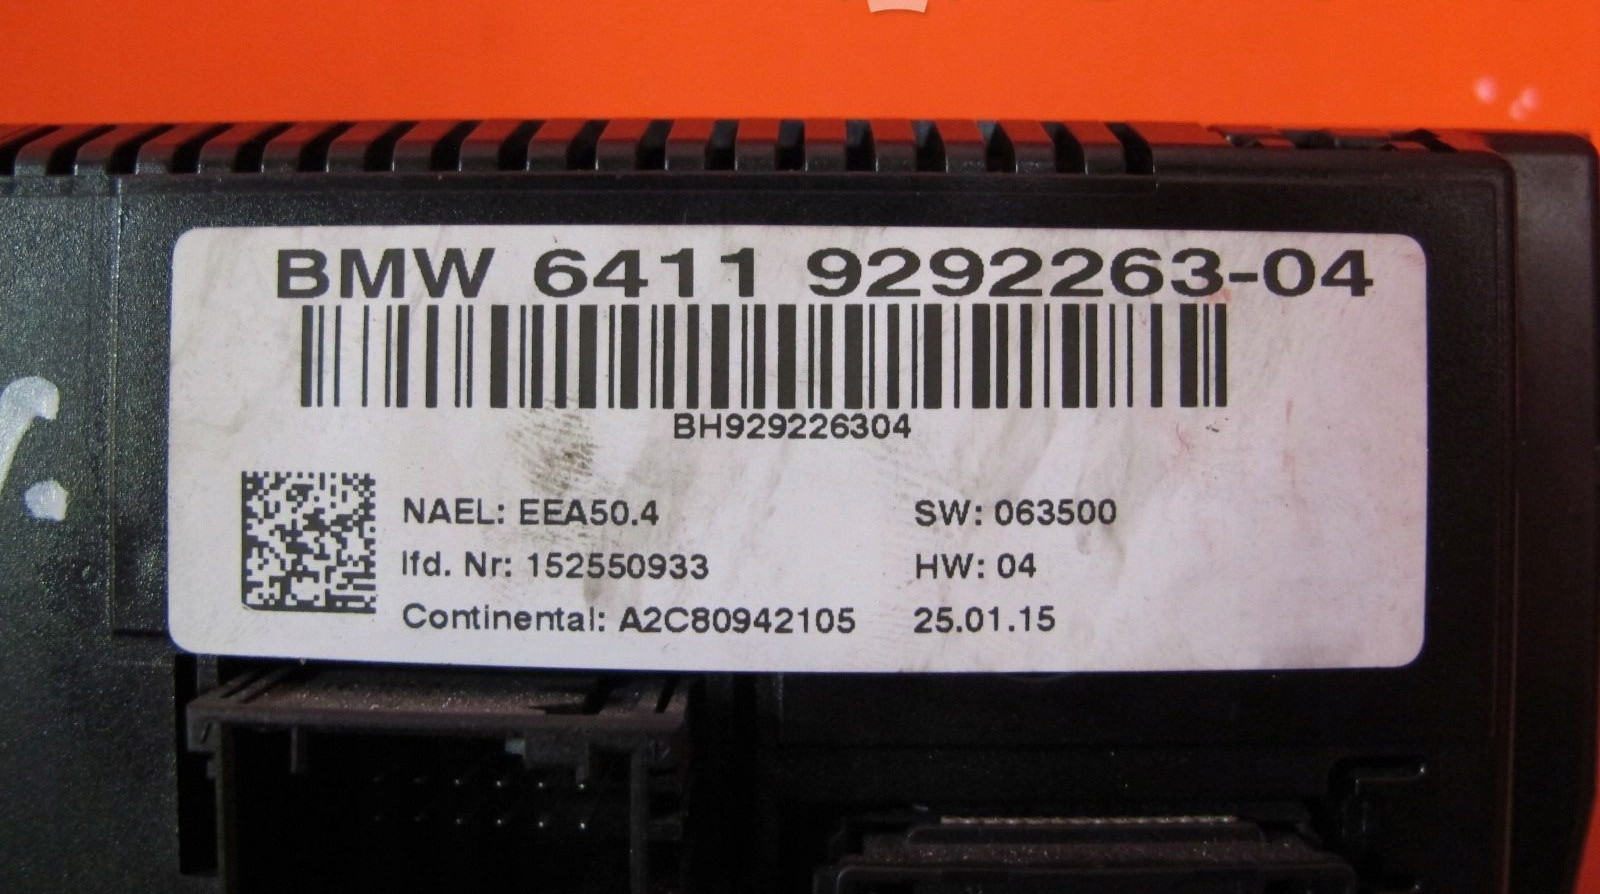 BMW 6411 9292263-04
BH929226304
NAEL: EEA50.4
SW: 063500
lfd. Nr: 152550933
HW: 04
Continental: A2C80942105
25.01.15